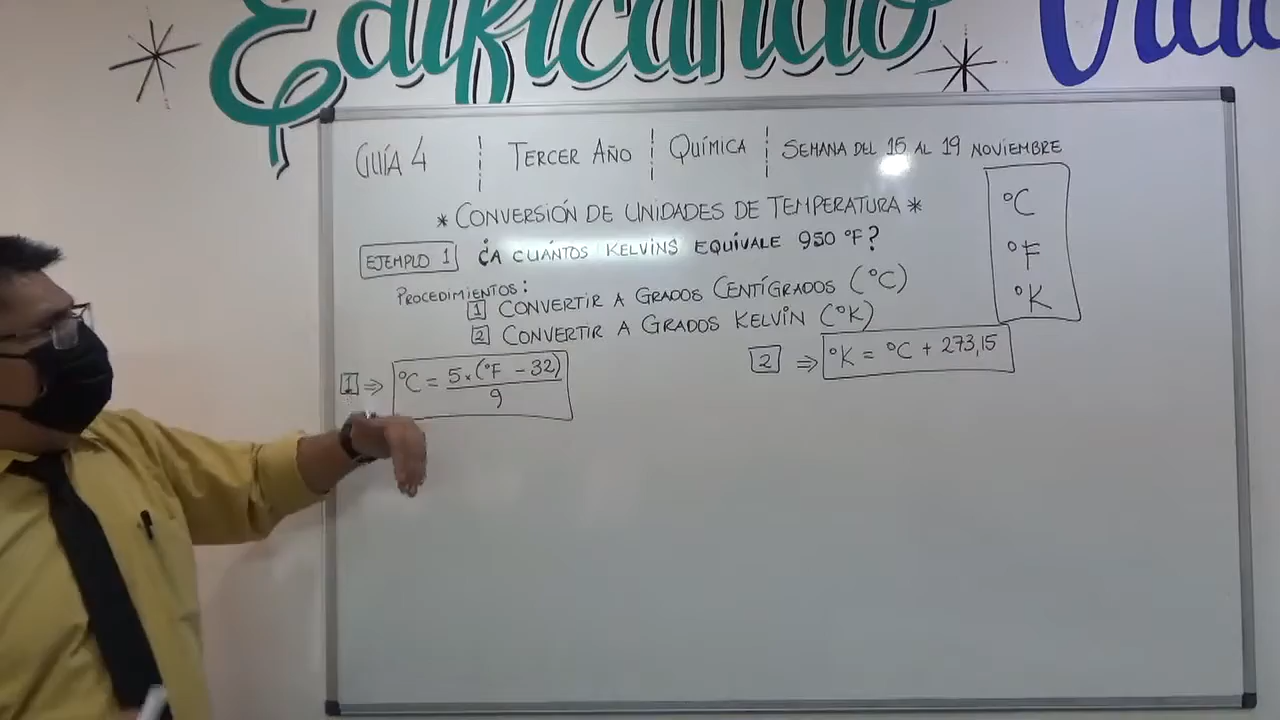 Edificando
GUÍA 4 | TERCER AÑO | QUÍMICA | SEMANA DEL 15 AL 19 NOVIEMBRE
* CONVERSIÓN DE UNIDADES DE TEMPERATURA *
EJEMPLO 1 ¿A CUÁNTOS KELVINS EQUIVALE 950 °F?
PROCEDIMIENTOS:
1 CONVERTIR A GRADOS CENTÍGRADOS (°C)
2 CONVERTIR A GRADOS KELVIN (°K)
°C
°F
°K
1 ⇒ °C = 5 × (°F - 32)
9
2 ⇒ °K = °C + 273,15